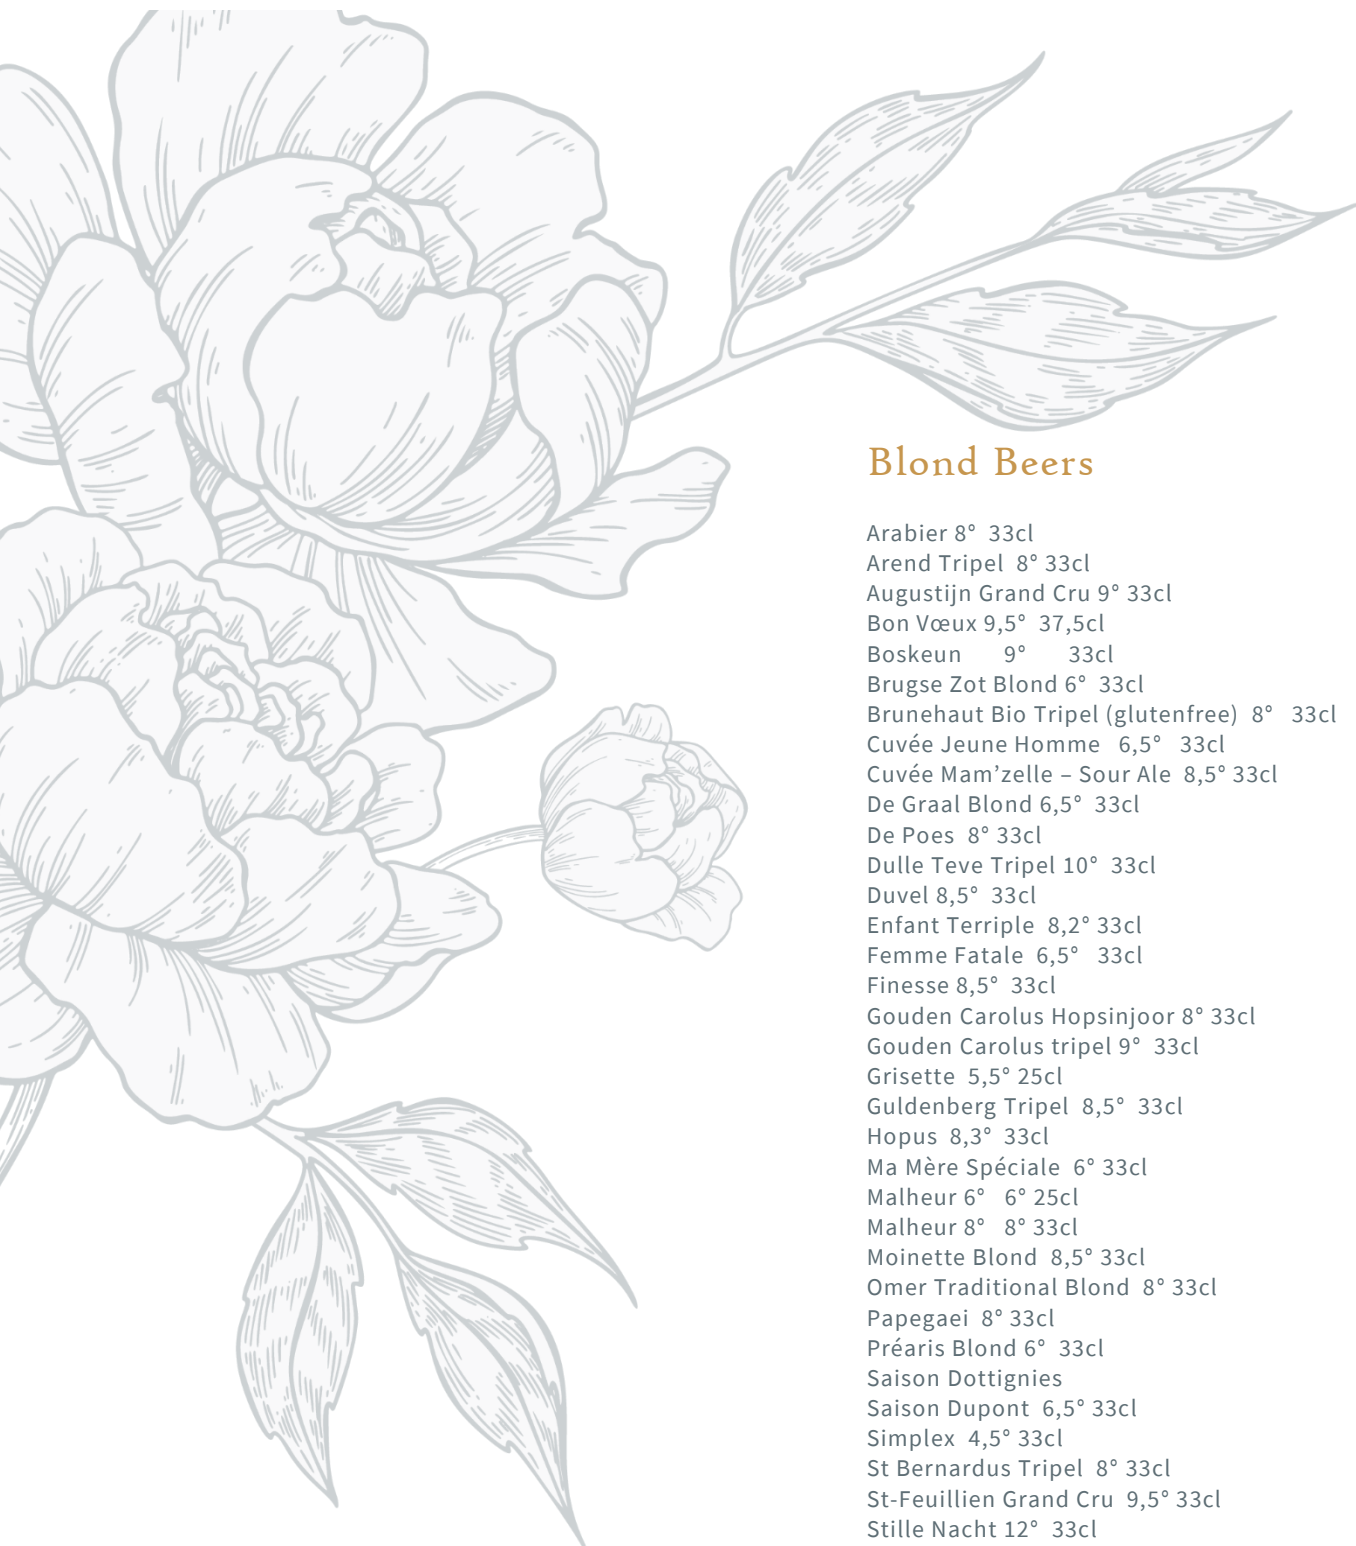 Blond Beers
Arabier 8° 33cl
Arend Tripel 8° 33cl
Augustijn Grand Cru 9° 33cl
Bon Vœux 9,5° 37,5cl
Boskeun 9° 33cl
Brugse Zot Blond 6° 33cl
Brunehaut Bio Tripel (glutenfree) 8° 33cl
Cuvée Jeune Homme 6,5° 33cl
Cuvée Mam’zelle – Sour Ale 8,5° 33cl
De Graal Blond 6,5° 33cl
De Poes 8° 33cl
Dulle Teve Tripel 10° 33cl
Duvel 8,5° 33cl
Enfant Terriple 8,2° 33cl
Femme Fatale 6,5° 33cl
Finesse 8,5° 33cl
Gouden Carolus Hopsinjoor 8° 33cl
Gouden Carolus tripel 9° 33cl
Grisette 5,5° 25cl
Guldenberg Tripel 8,5° 33cl
Hopus 8,3° 33cl
Ma Mère Spéciale 6° 33cl
Malheur 6° 6° 25cl
Malheur 8° 8° 33cl
Moinette Blond 8,5° 33cl
Omer Traditional Blond 8° 33cl
Papegaei 8° 33cl
Préaris Blond 6° 33cl
Saison Dottignies
Saison Dupont 6,5° 33cl
Simplex 4,5° 33cl
St Bernardus Tripel 8° 33cl
St-Feuillien Grand Cru 9,5° 33cl
Stille Nacht 12° 33cl